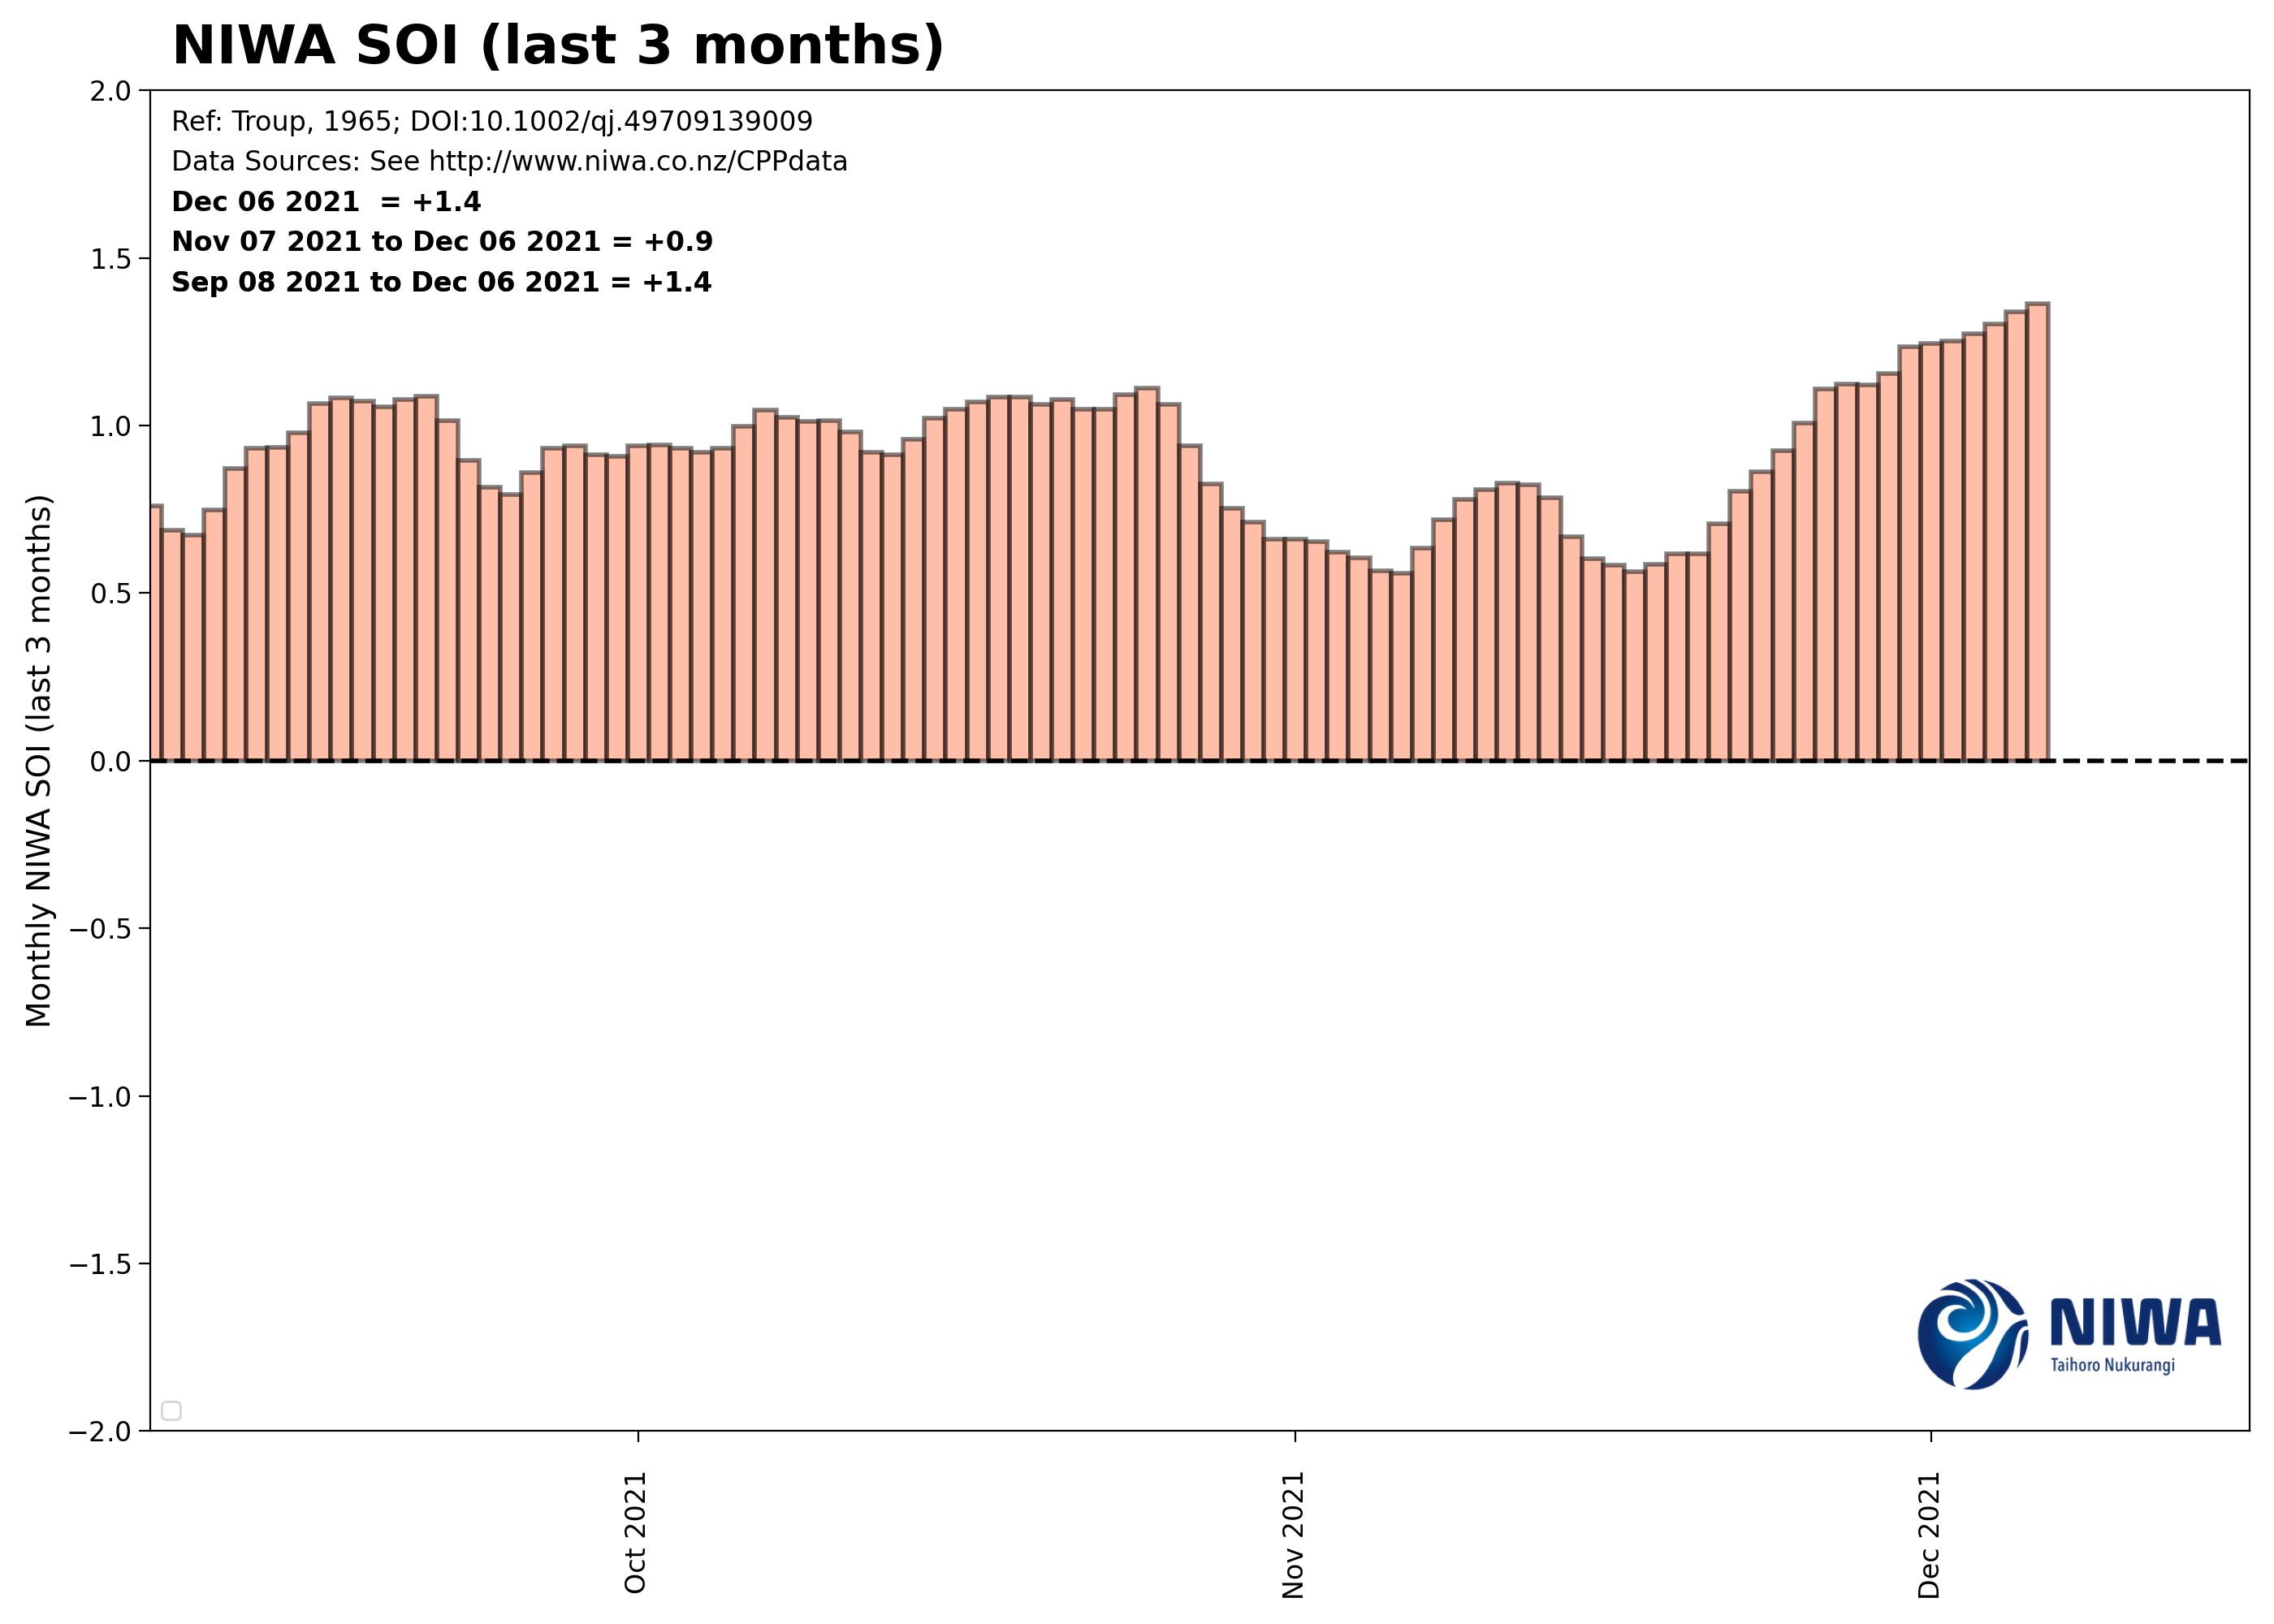 NIWA SOI (last 3 months)
Ref: Troup, 1965; DOI:10.1002/qj.49709139009
Data Sources: See http://www.niwa.co.nz/CPPdata
Dec 06 2021  = +1.4
Nov 07 2021 to Dec 06 2021 = +0.9
Sep 08 2021 to Dec 06 2021 = +1.4
Monthly NIWA SOI (last 3 months)
2.0
1.5
1.0
0.5
0.0
−0.5
−1.0
−1.5
−2.0
Oct 2021
Nov 2021
Dec 2021
NIWA
Taihoro Nukurangi